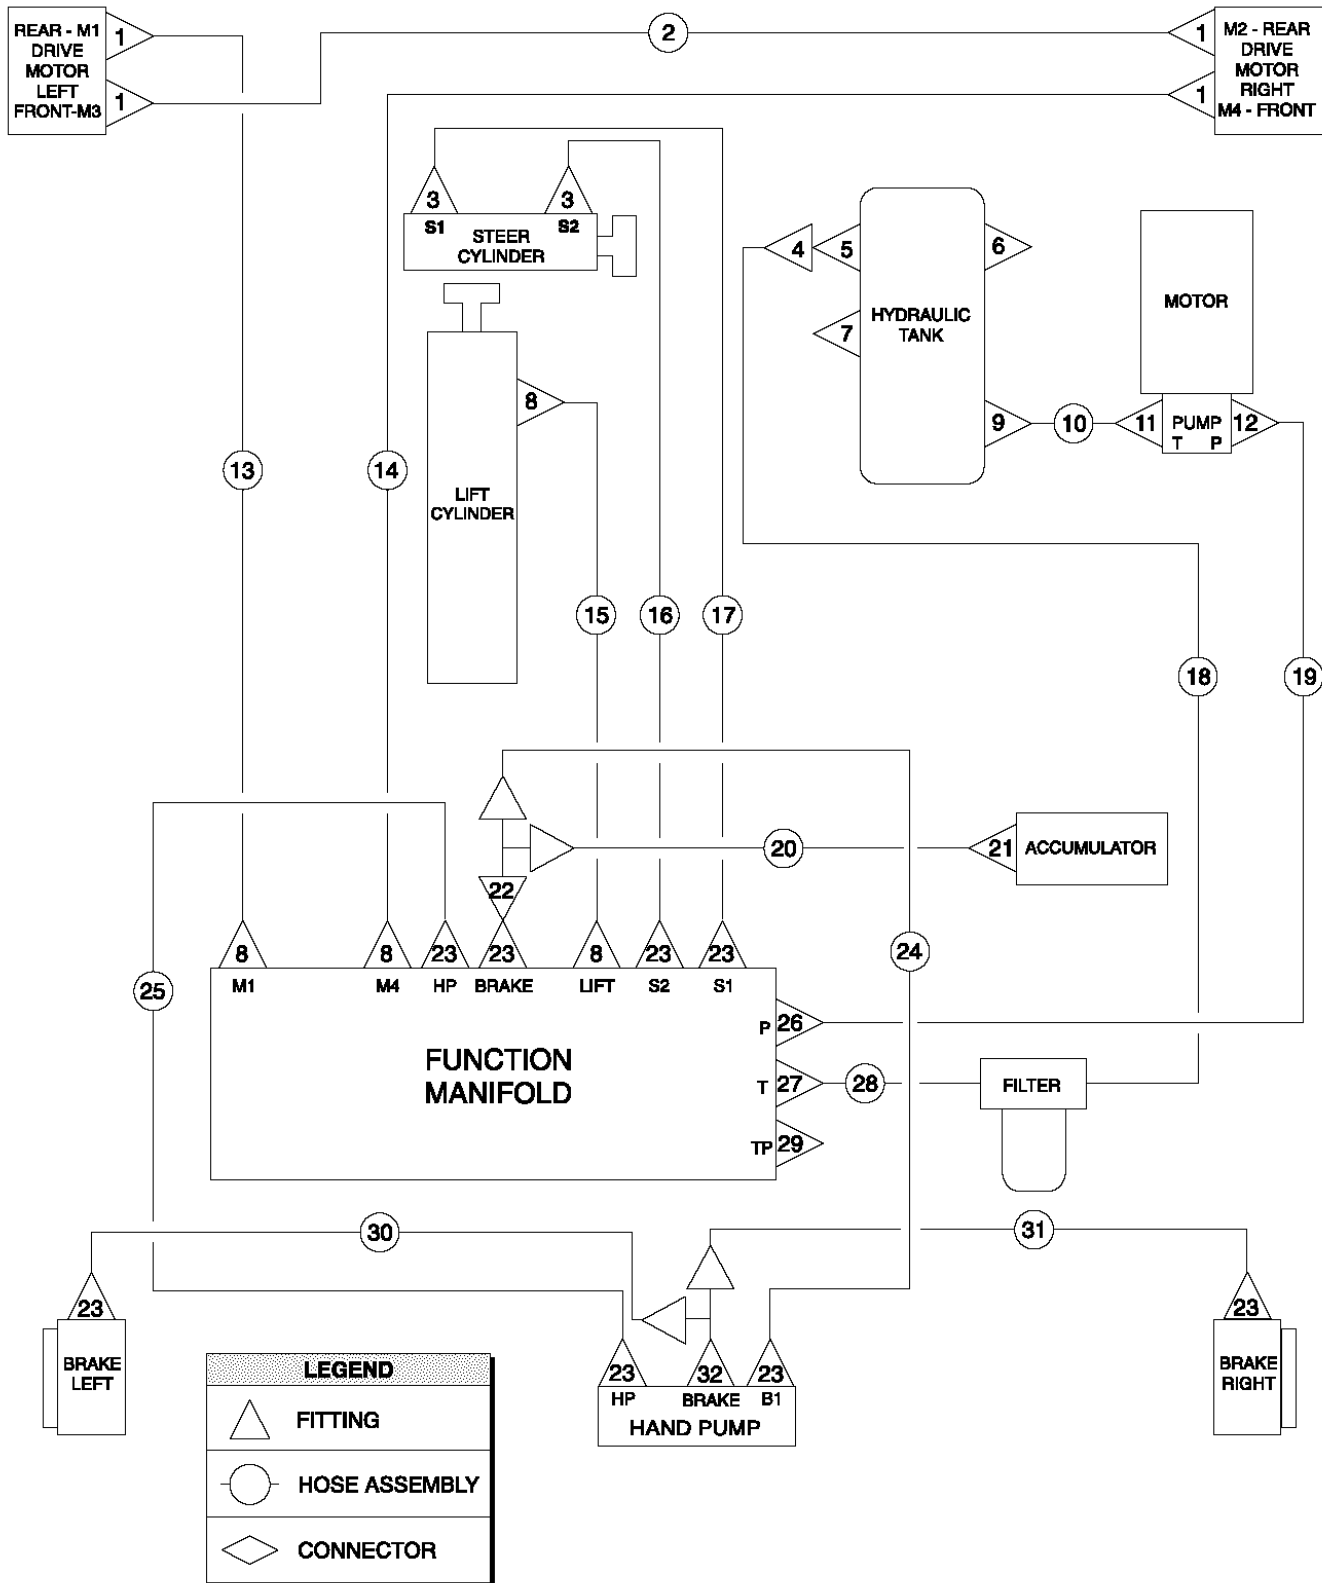 REAR - M1
DRIVE
MOTOR
LEFT
FRONT-M3
1
1
2
1
1
M2 - REAR
DRIVE
MOTOR
RIGHT
M4 - FRONT
3
3
S1
S2
STEER
CYLINDER
4
5
6
7
HYDRAULIC
TANK
MOTOR
8
9
10
11
PUMP
T P
12
13
14
LIFT
CYLINDER
15
16
17
18
19
20
21
ACCUMULATOR
22
8
8
23
23
8
23
23
24
25
M1
M4
HP
BRAKE
LIFT
S2
S1
P
26
FUNCTION
MANIFOLD
T
27
28
FILTER
TP
29
30
31
23
BRAKE
LEFT
23
32
23
HP
BRAKE
B1
HAND PUMP
23
BRAKE
RIGHT
LEGEND
FITTING
HOSE ASSEMBLY
CONNECTOR